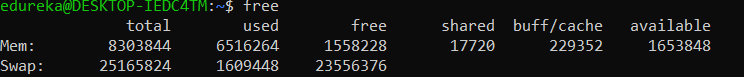 edureka@DESKTOP-IEDC4TM:~$ free
total used free shared buff/cache available
Mem: 8303844 6516264 1558228 17720 229352 1653848
Swap: 25165824 1609448 23556376